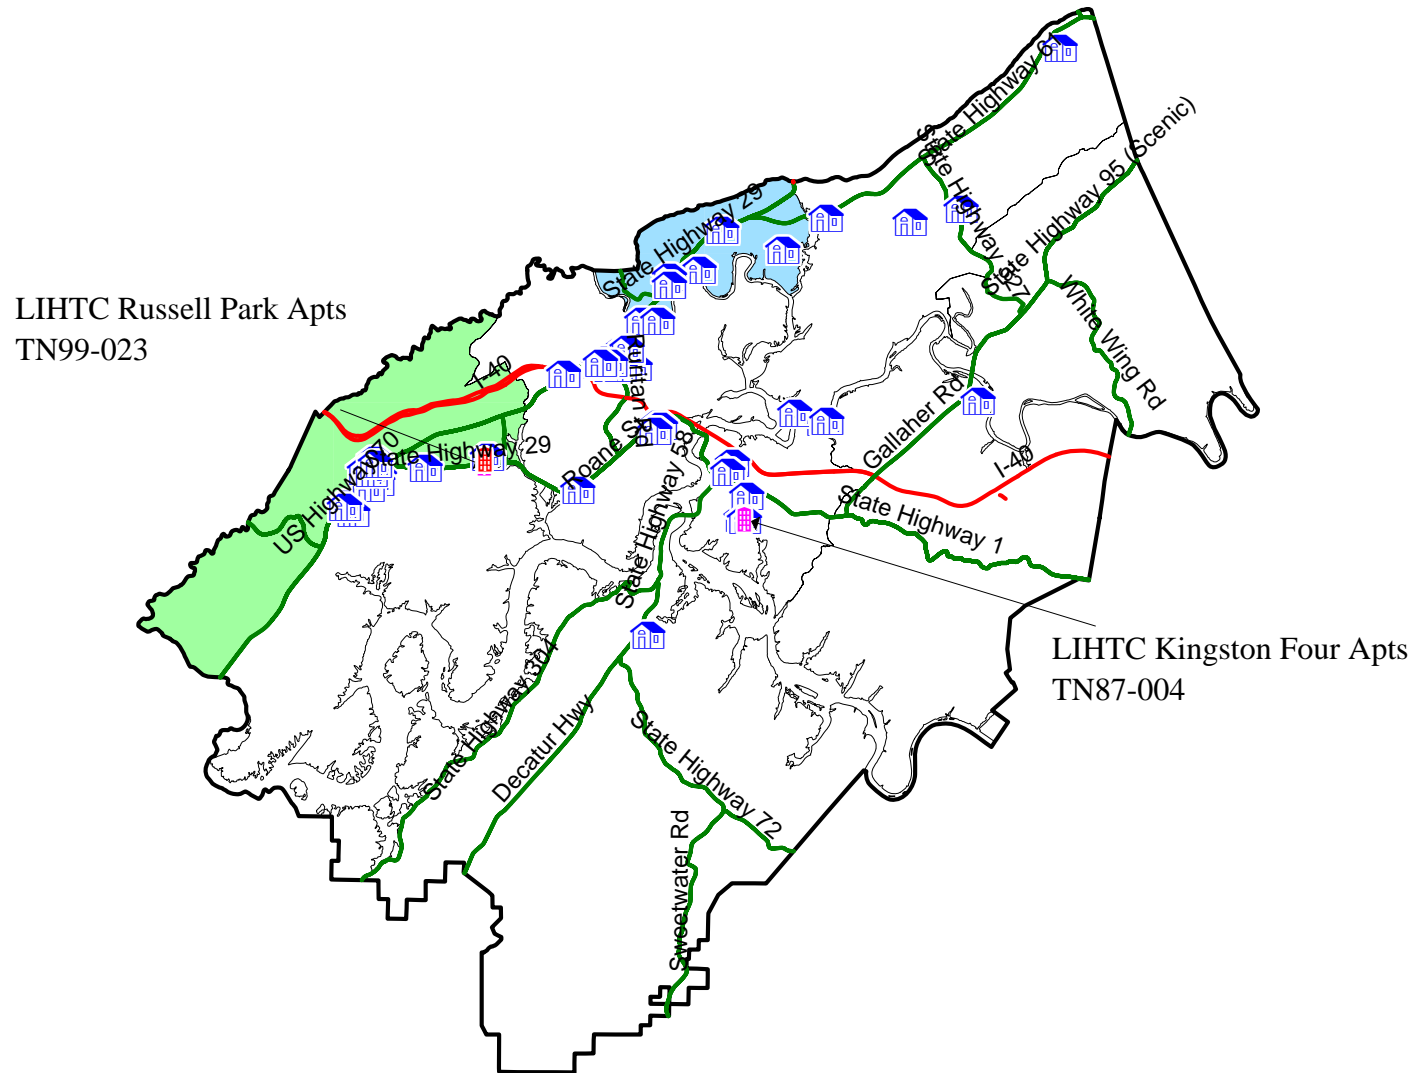 State Highway 61
State Highway 95 (Scenic)
State Highway 327
State Highway 29
White Wing Rd
LIHTC Russell Park Apts
TN99-023
I-40
Ruritan Rd
Gallaher Rd
US Highway 70
State Highway 29
Roane St
State Highway 58
I-40
State Highway 1
LIHTC Kingston Four Apts
TN87-004
State Highway 304
Decatur Hwy
State Highway 72
Sweetwater Rd